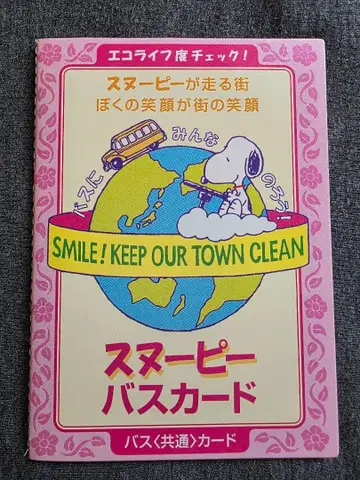 エコライフ度チェック!
スヌーピーが走る街
ぼくの笑顔が街の笑顔
バスに みんな のろう!
SMILE! KEEP OUR TOWN CLEAN
スヌーピー
バスカード
バス〈共通〉カード